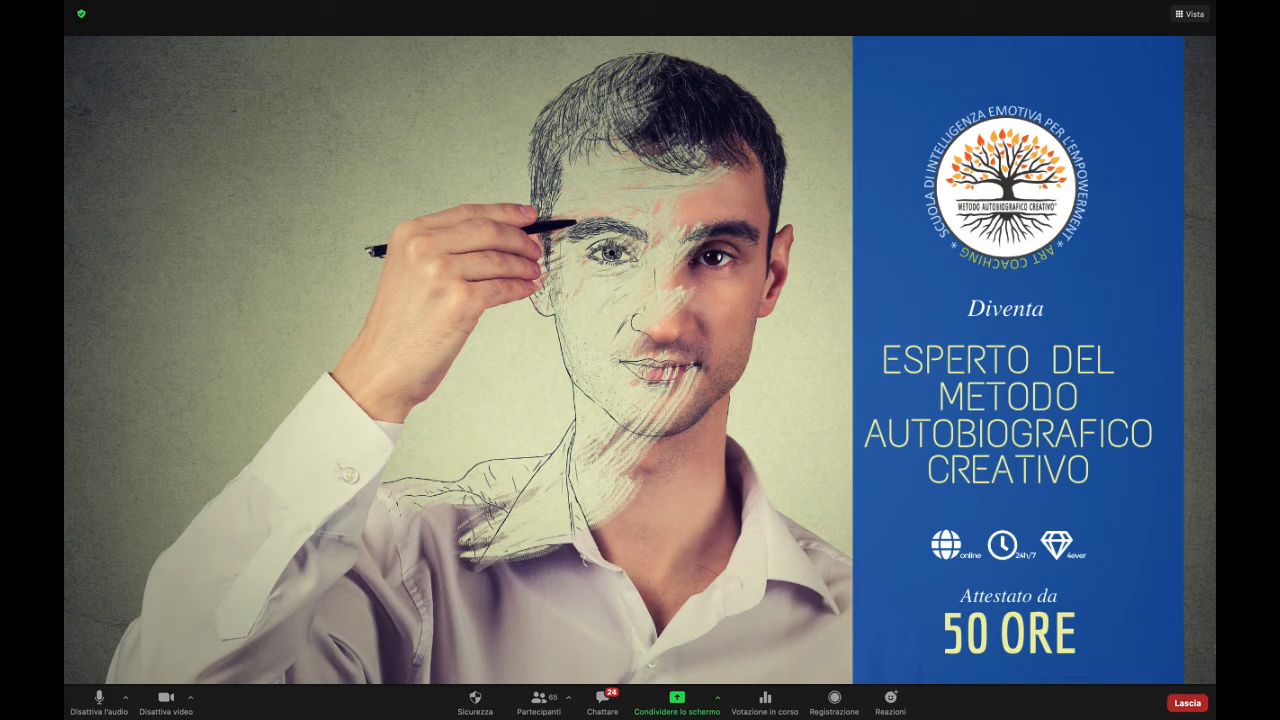 Vista
SCUOLA DI INTELLIGENZA EMOTIVA PER L'EMPOWERMENT
* ART COACHING *
METODO AUTOBIOGRAFICO CREATIVO®
Diventa
ESPERTO DEL
METODO
AUTOBIOGRAFICO
CREATIVO
online 24h/7 4ever
Attestato da
50 ORE
Disattiva l'audio
Disattiva video
Sicurezza
65
Partecipanti
24
Chattare
Condividere lo schermo
Votazione in corso
Registrazione
Reazioni
Lascia